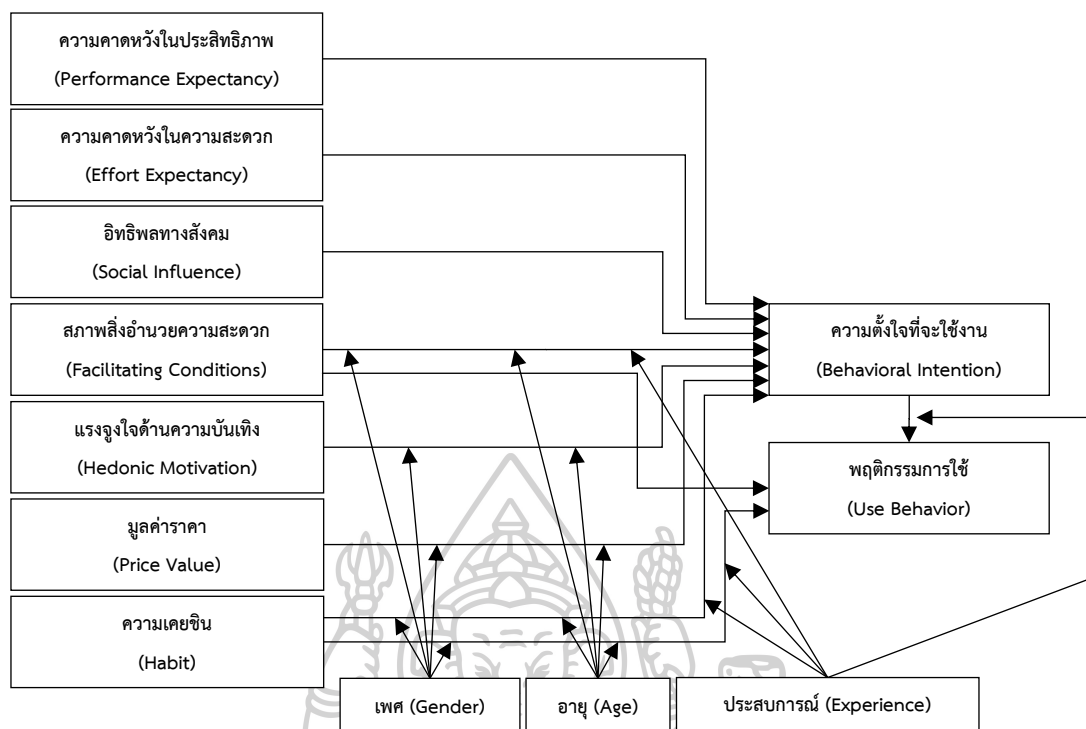 ความคาดหวังในประสิทธิภาพ
(Performance Expectancy)
ความคาดหวังในความสะดวก
(Effort Expectancy)
อิทธิพลทางสังคม
(Social Influence)
สภาพสิ่งอำนวยความสะดวก
(Facilitating Conditions)
แรงจูงใจด้านความบันเทิง
(Hedonic Motivation)
มูลค่าราคา
(Price Value)
ความเคยชิน
(Habit)
ความตั้งใจที่จะใช้งาน
(Behavioral Intention)
พฤติกรรมการใช้
(Use Behavior)
เพศ (Gender)
อายุ (Age)
ประสบการณ์ (Experience)